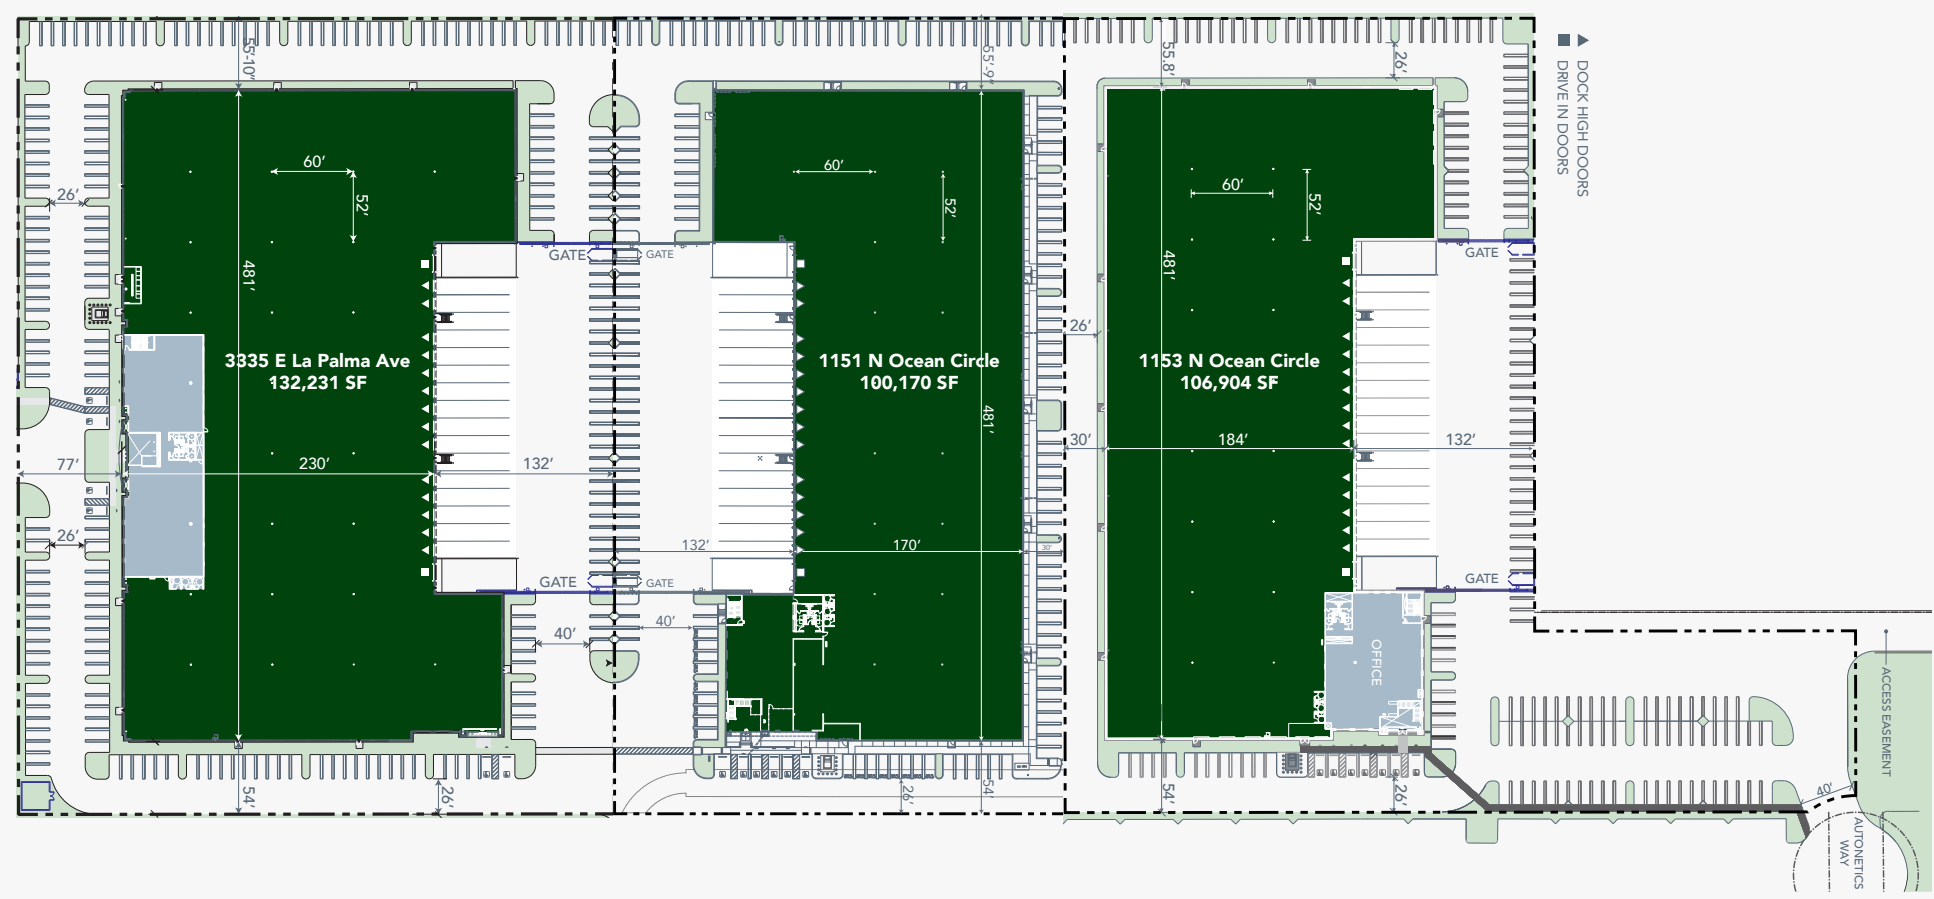 55'-10"
55'-9"
55.8'
26'
DOCK HIGH DOORS
DRIVE IN DOORS
60'
52'
60'
52'
60'
52'
26'
481'
GATE
GATE
481'
GATE
26'
3335 E La Palma Ave
132,231 SF
1151 N Ocean Circle
100,170 SF
1153 N Ocean Circle
106,904 SF
481'
77'
230'
132'
30'
184'
132'
26'
132'
170'
30'
GATE
GATE
GATE
40'
40'
OFFICE
ACCESS EASEMENT
54'
26'
26'
54'
54'
26'
40'
AUTONETICS
WAY